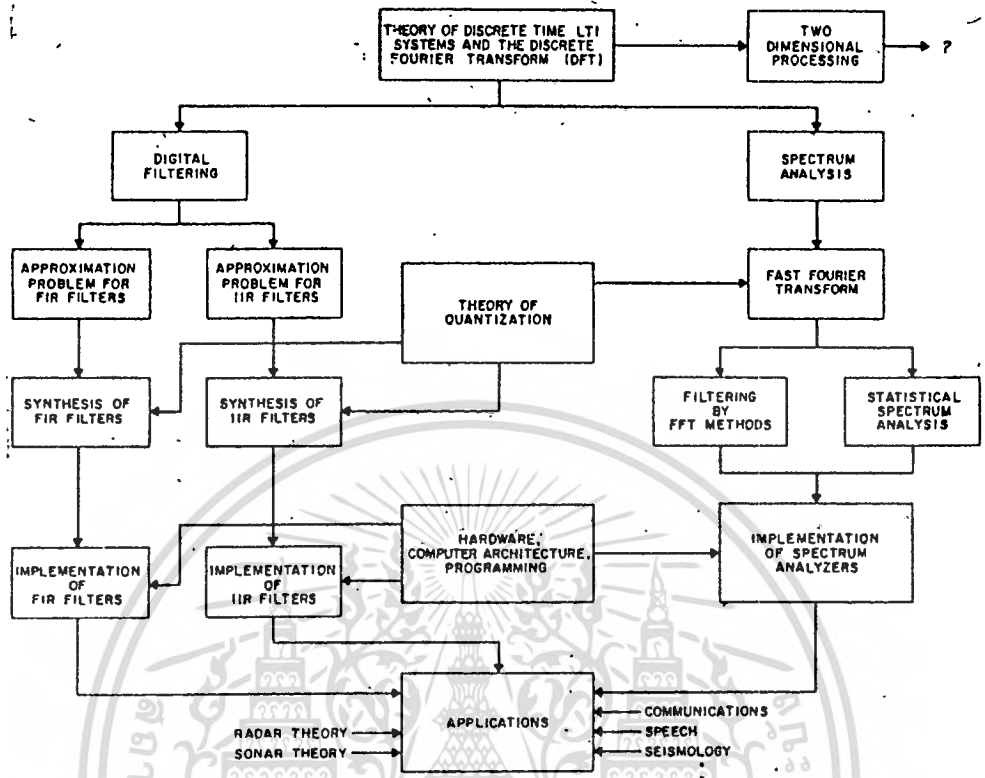 THEORY OF DISCRETE TIME LTI
SYSTEMS AND THE DISCRETE
FOURIER TRANSFORM (DFT)
TWO
DIMENSIONAL
PROCESSING
?
DIGITAL
FILTERING
SPECTRUM
ANALYSIS
APPROXIMATION
PROBLEM FOR
FIR FILTERS
APPROXIMATION
PROBLEM FOR
IIR FILTERS
THEORY OF
QUANTIZATION
FAST FOURIER
TRANSFORM
SYNTHESIS OF
FIR FILTERS
SYNTHESIS OF
IIR FILTERS
FILTERING
BY
FFT METHODS
STATISTICAL
SPECTRUM
ANALYSIS
IMPLEMENTATION
OF
FIR FILTERS
IMPLEMENTATION
OF
IIR FILTERS
HARDWARE,
COMPUTER ARCHITECTURE,
PROGRAMMING
IMPLEMENTATION
OF SPECTRUM
ANALYZERS
APPLICATIONS
RADAR THEORY
SONAR THEORY
COMMUNICATIONS
SPEECH
SEISMOLOGY